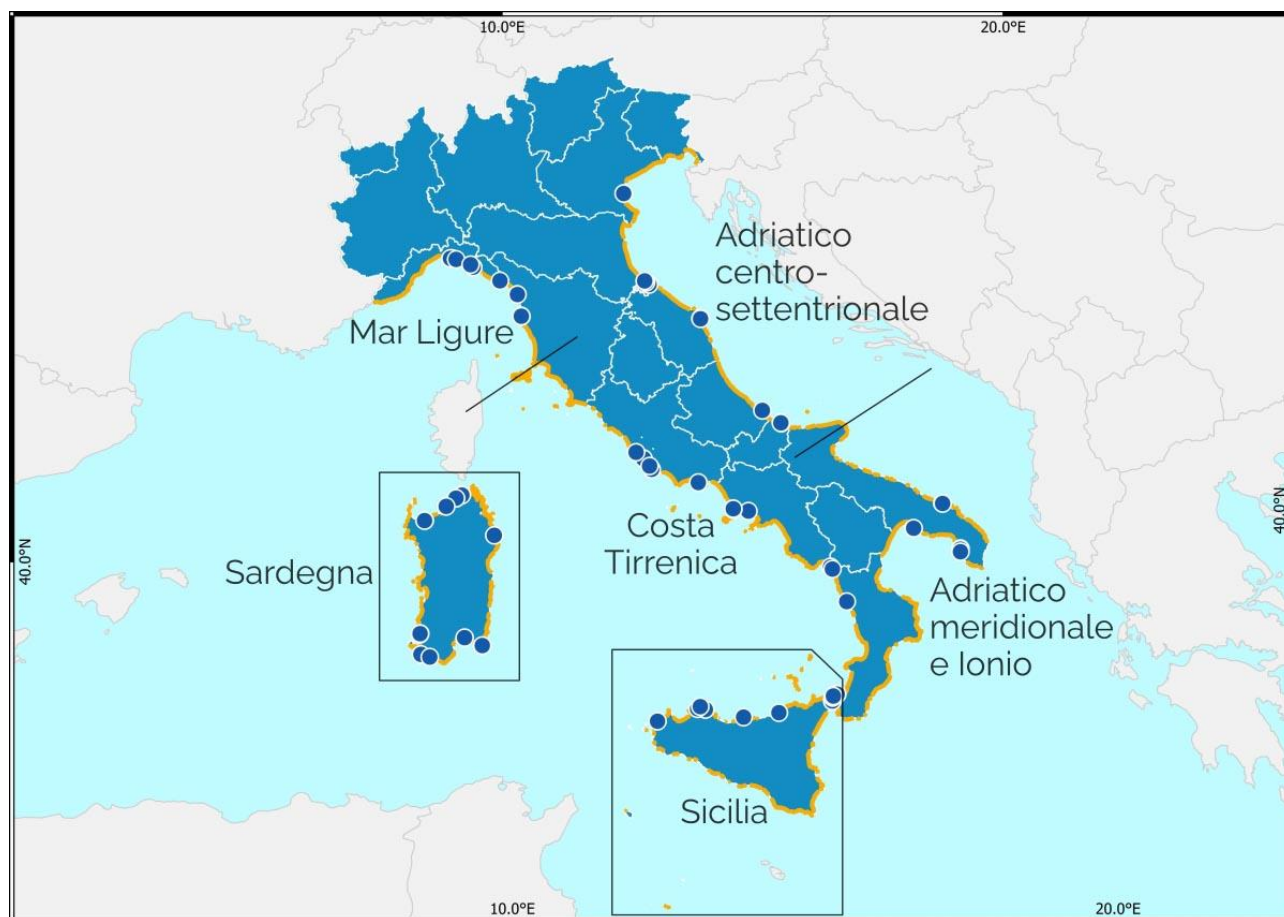 10.0°E
20.0°E
Adriatico
centro-
settentrionale
Mar Ligure
40.0°N
40.0°N
Costa
Tirrenica
Sardegna
Adriatico
meridionale
e Ionio
Sicilia
10.0°E
20.0°E